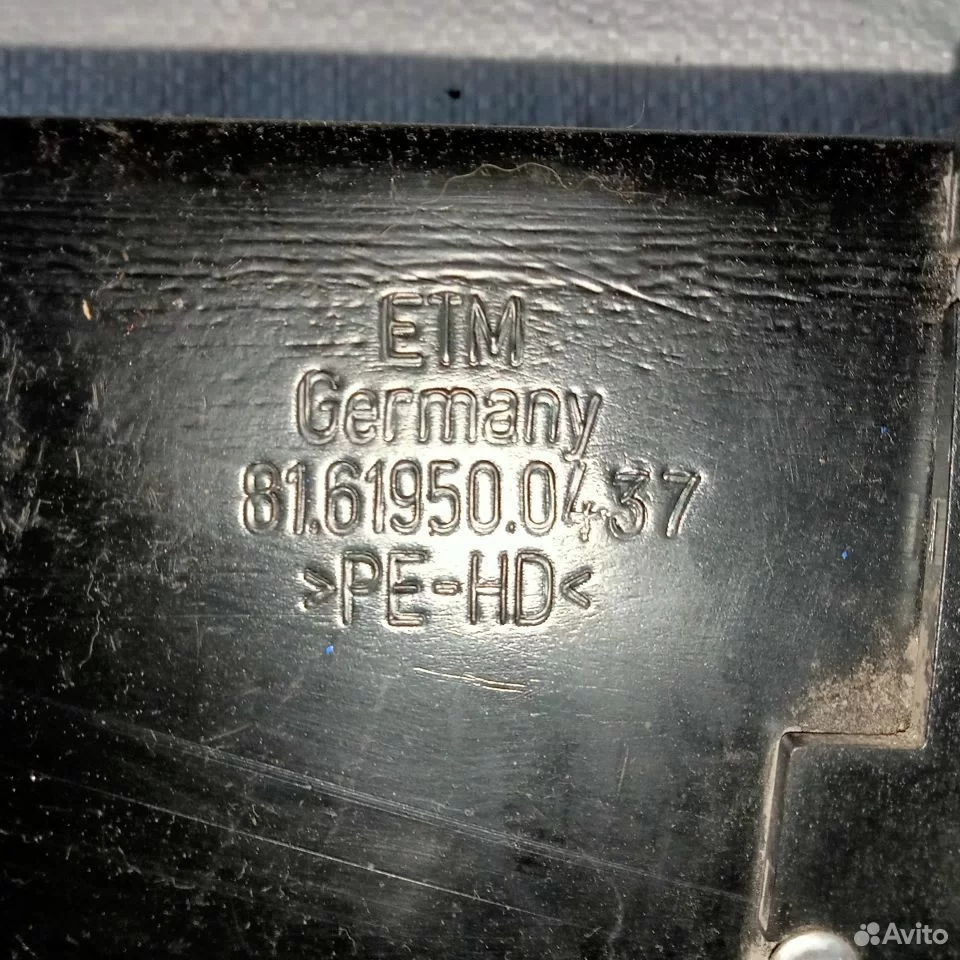 ETM
Germany
81.61950.0437
>PE-HD<
Avito